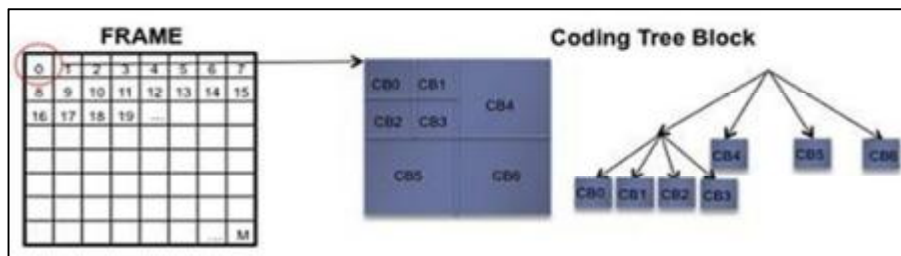 FRAME
0 1 2 3 4 5 6 7
8 9 10 11 12 13 14 15
16 17 18 19 ...
... M
CB0 CB1
CB4
CB2 CB3
CB5 CB6
Coding Tree Block
CB4 CB5 CB6
CB0 CB1 CB2 CB3